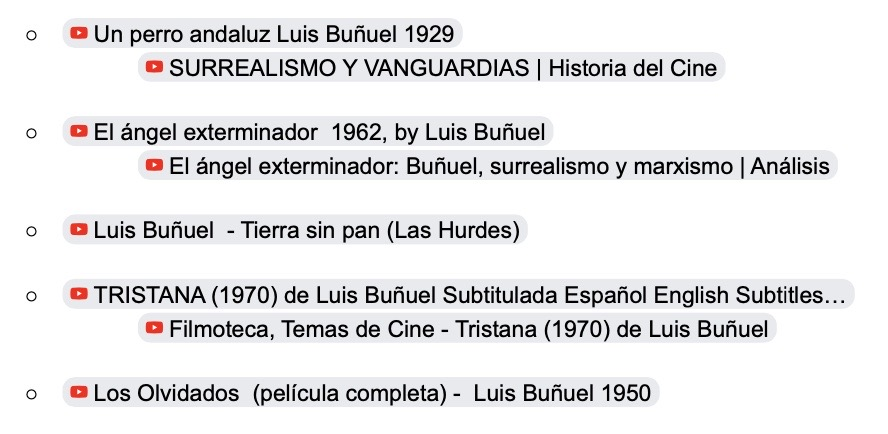 Un perro andaluz Luis Buñuel 1929
SURREALISMO Y VANGUARDIAS | Historia del Cine
El ángel exterminador  1962, by Luis Buñuel
El ángel exterminador: Buñuel, surrealismo y marxismo | Análisis
Luis Buñuel  - Tierra sin pan (Las Hurdes)
TRISTANA (1970) de Luis Buñuel Subtitulada Español English Subtitles…
Filmoteca, Temas de Cine - Tristana (1970) de Luis Buñuel
Los Olvidados  (película completa) -  Luis Buñuel 1950